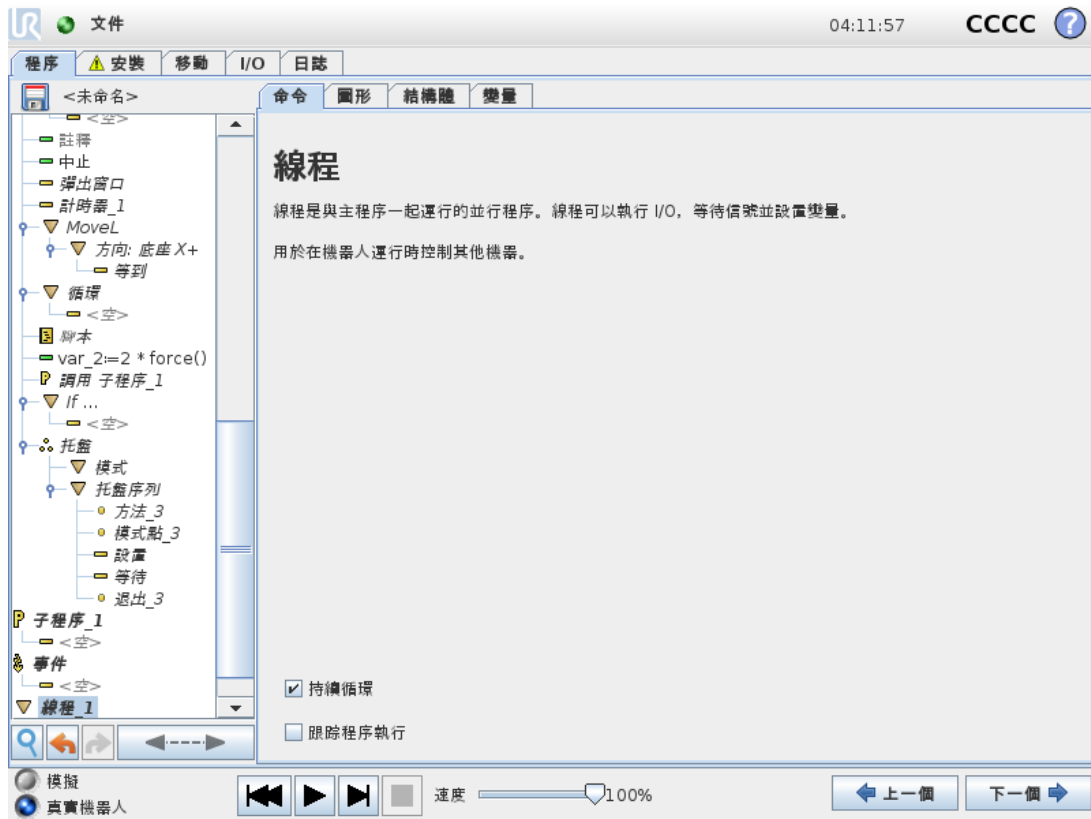 UR 文件 04:11:57 CCCC ?
程序 安裝 移動 I/O 日誌
<未命名>
命令 圖形 結構體 變量
<空>
註釋
中止
彈出窗口
計時器_1
MoveL
方向: 底座 X+
等到
循環
<空>
腳本
var_2:=2 * force()
調用 子程序_1
If ...
<空>
托盤
模式
托盤序列
方法_3
模式點_3
設置
等待
退出_3
子程序_1
<空>
事件
<空>
線程_1
線程
線程是與主程序一起運行的並行程序。線程可以執行 I/O，等待信號並設置變量。
用於在機器人運行時控制其他機器。
持續循環
跟踪程序執行
模擬
真實機器人
速度 100%
上一個 下一個